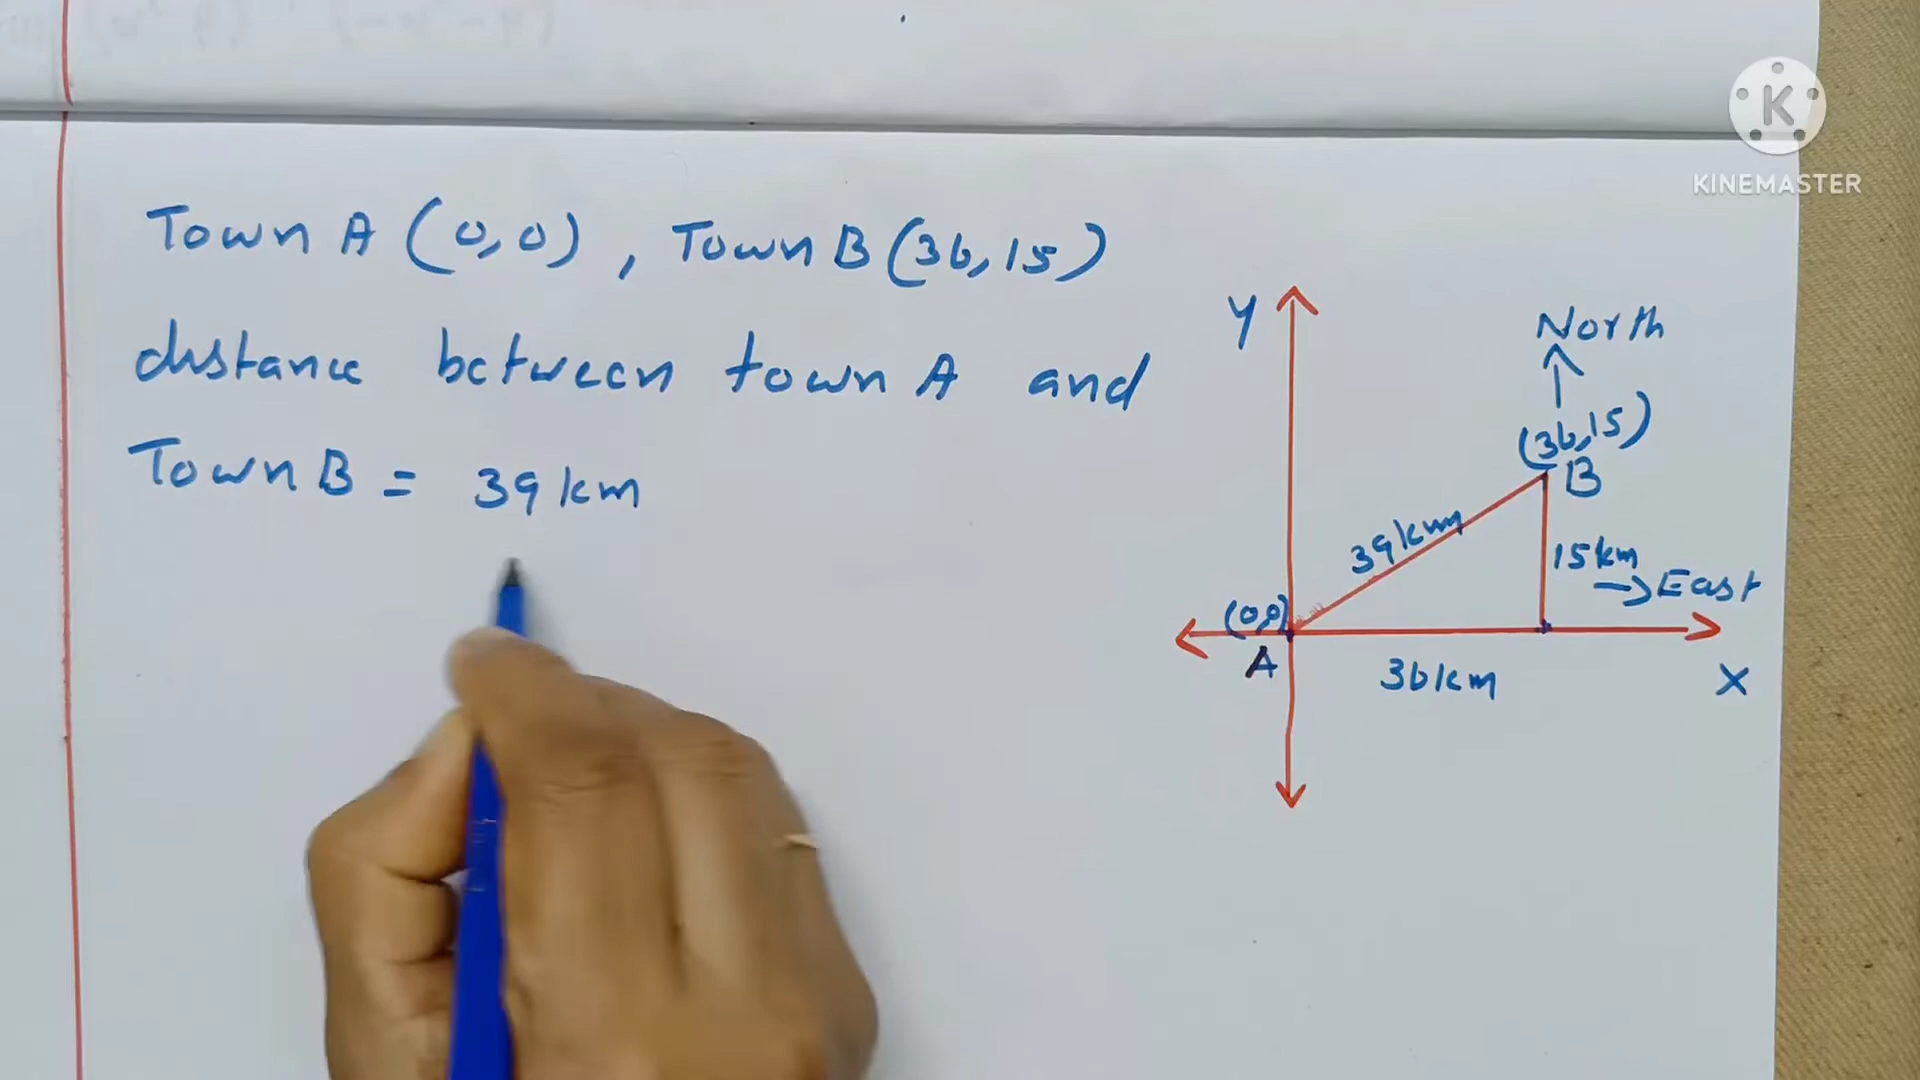 Town A (0,0), Town B (36,15)
distance between town A and
Town B = 39 km
KINEMASTER
Y
North
(36,15)
B
39 km
15 km
→ East
(0,0)
A
36 km
X